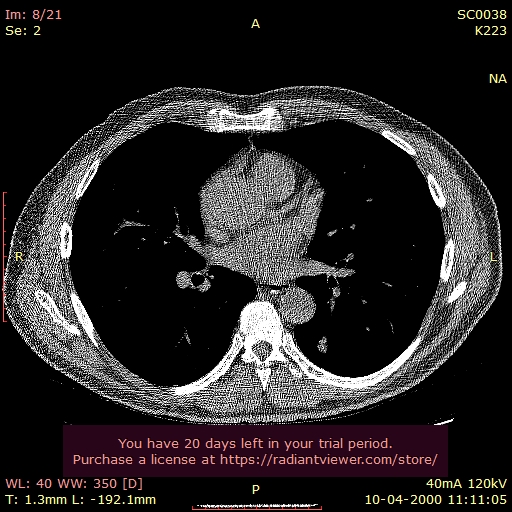 Im: 8/21
Se: 2
A
SC0038
K223
NA
R
L
You have 20 days left in your trial period.
Purchase a license at https://radiantviewer.com/store/
WL: 40 WW: 350 [D]
T: 1.3mm L: -192.1mm
P
40mA 120kV
10-04-2000 11:11:05